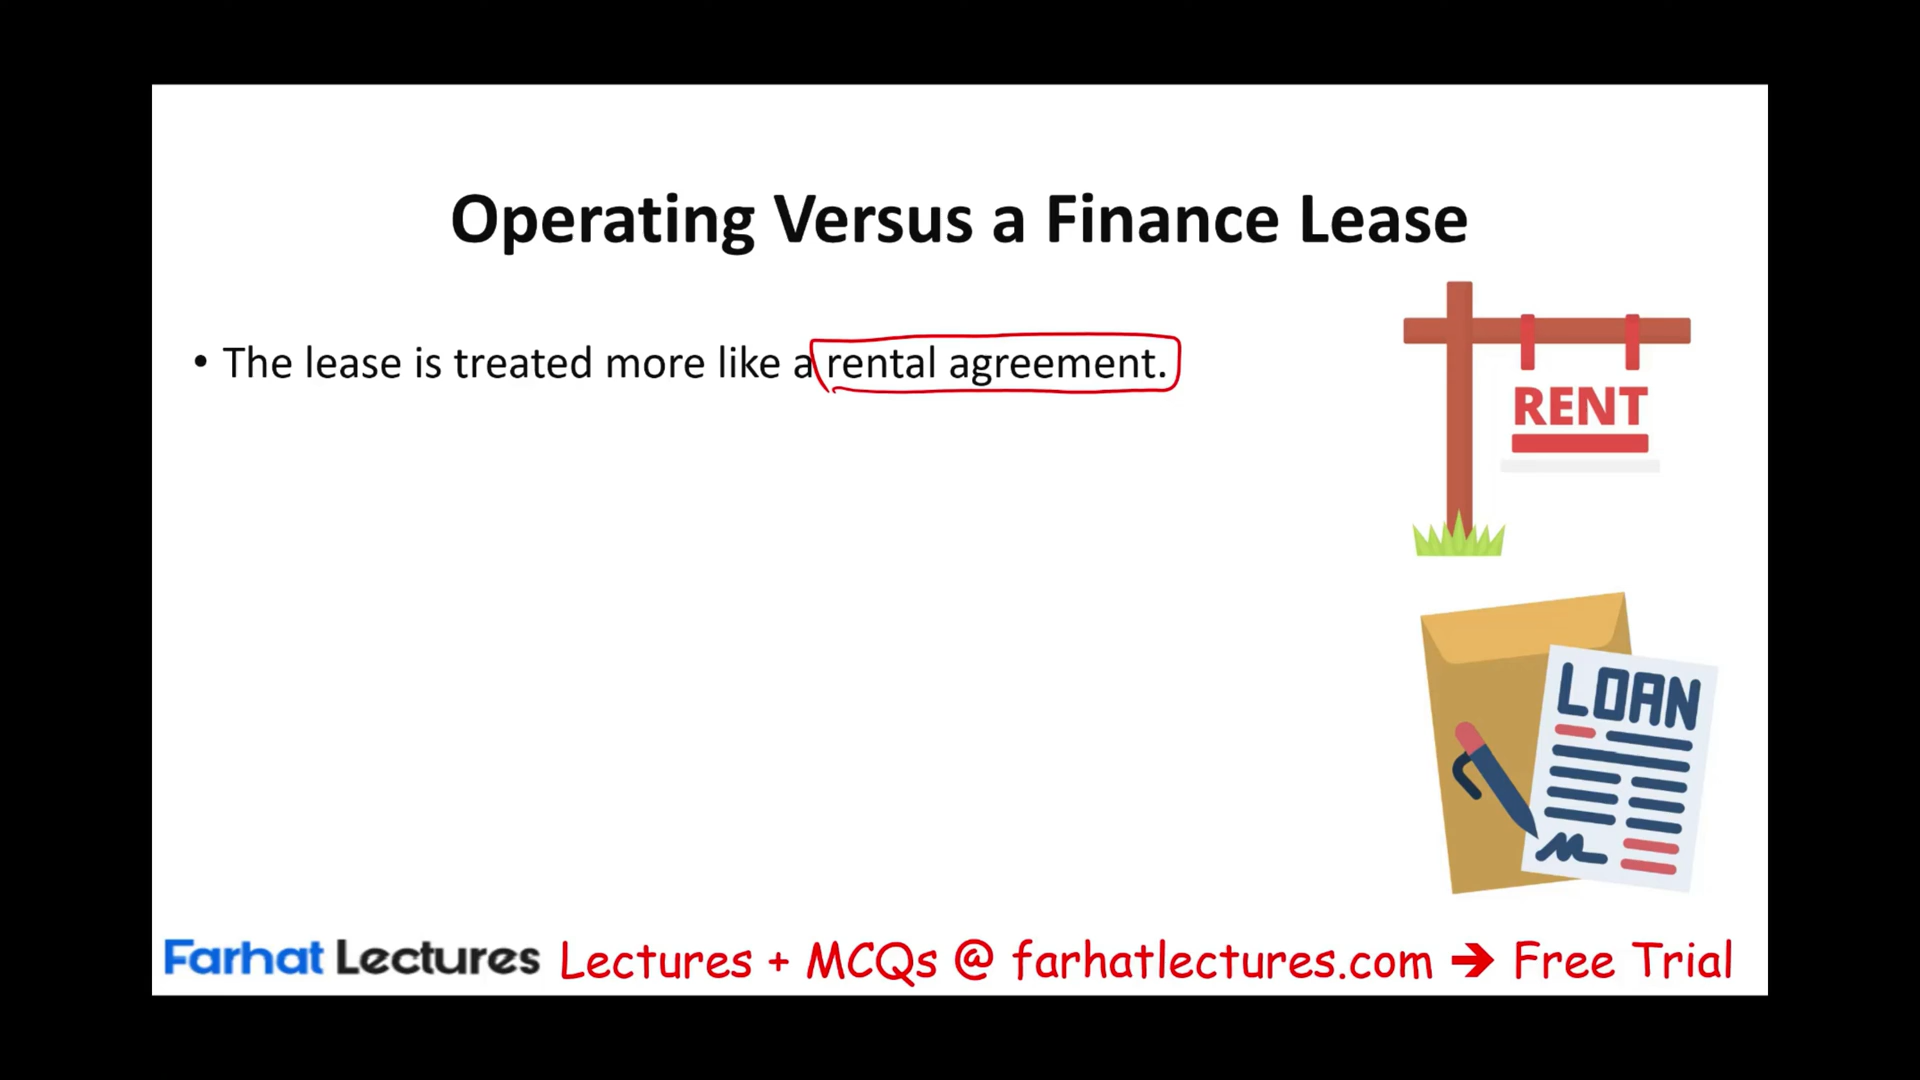 Operating Versus a Finance Lease
• The lease is treated more like a rental agreement.
RENT
LOAN
Farhat Lectures Lectures + MCQs @ farhatlectures.com ➔ Free Trial